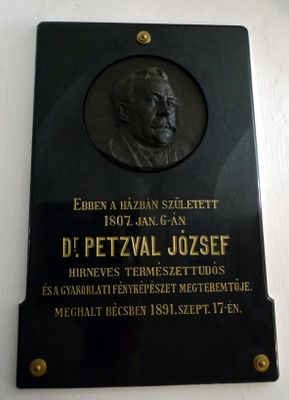 EBBEN A HÁZBAN SZÜLETETT
1807. JAN. 6-ÁN
Dr. PETZVAL JÓZSEF
HIRNEVES TERMÉSZETTUDÓS
ÉS A GYAKORLATI FÉNYKÉPÉSZET MEGTEREMTŐJE.
MEGHALT BÉCSBEN 1891. SZEPT. 17-ÉN.